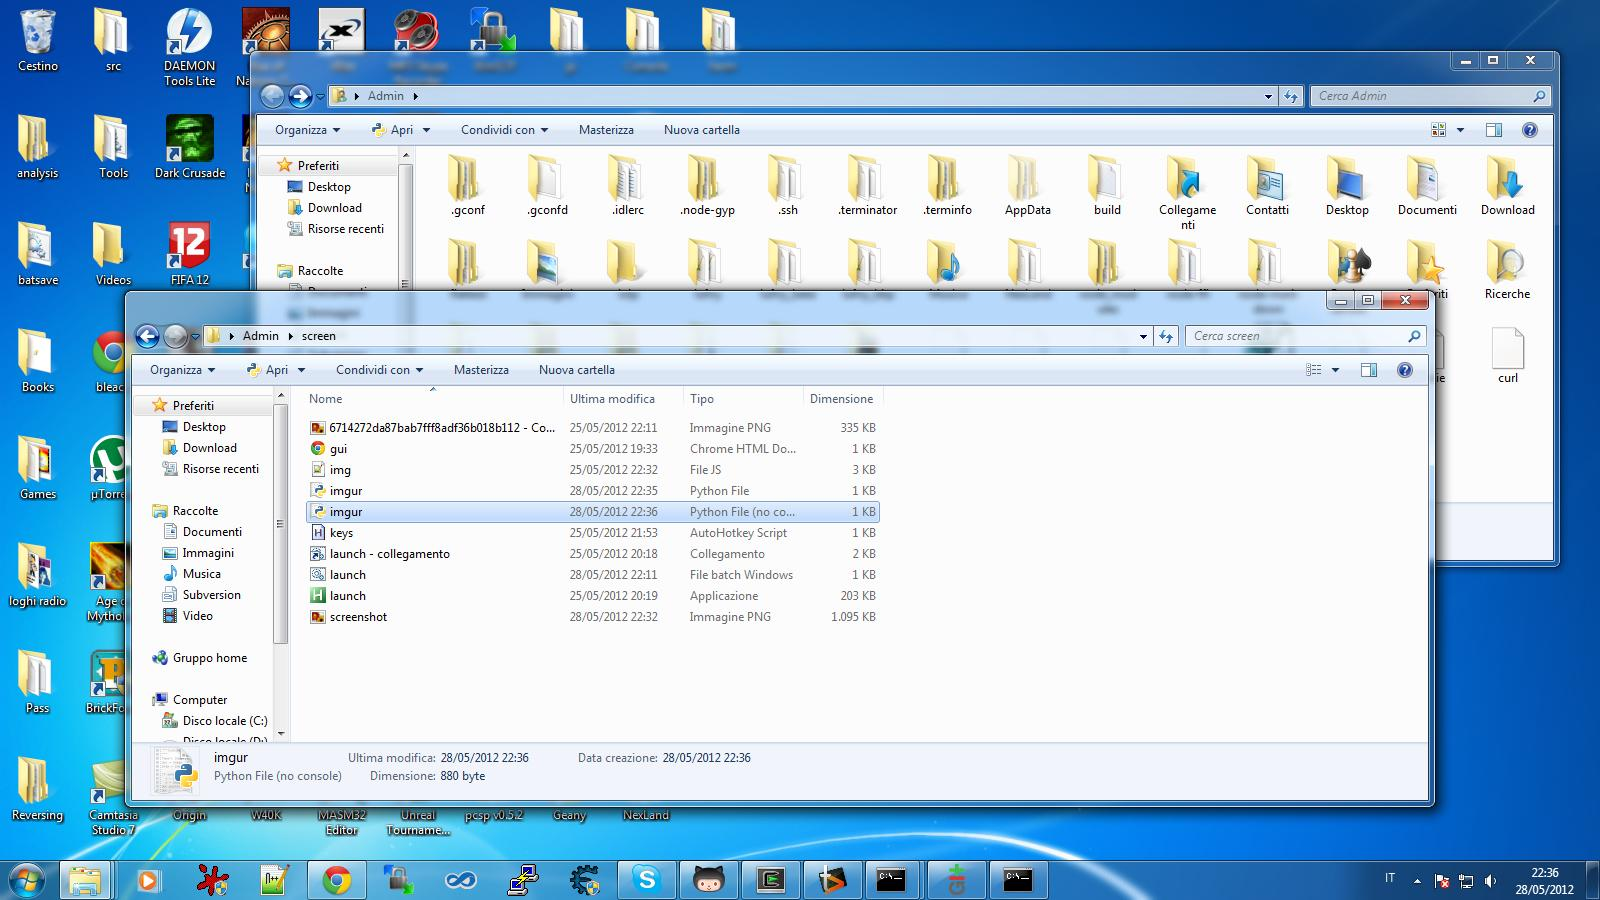 Cestino
src
DAEMON
Tools Lite
analysis
Tools
Dark Crusade
batsave
Videos
FIFA 12
Books
Games
loghi radio
Pass
Reversing
Camtasia
Studio 7
Origin
W40K
MASM32
Editor
Unreal
Tourname...
pcsp v0.5.2
Geany
NexLand
Admin
Cerca Admin
Organizza
Apri
Condividi con
Masterizza
Nuova cartella
Preferiti
Desktop
Download
Risorse recenti
Raccolte
.gconf
.gconfd
.idlerc
.node-gyp
.ssh
.terminator
.terminfo
AppData
build
Collegame
nti
Contatti
Desktop
Documenti
Download
Ricerche
curl
Admin
screen
Cerca screen
Organizza
Apri
Condividi con
Masterizza
Nuova cartella
Preferiti
Desktop
Download
Risorse recenti
Raccolte
Documenti
Immagini
Musica
Subversion
Video
Gruppo home
Computer
Disco locale (C:)
Disco locale (D:)
Nome Ultima modifica Tipo Dimensione
6714272da87bab7fff8adf36b018b112 - Co... 25/05/2012 22:11 Immagine PNG 335 KB
gui 25/05/2012 19:33 Chrome HTML Do... 1 KB
img 25/05/2012 22:32 File JS 3 KB
imgur 28/05/2012 22:35 Python File 1 KB
imgur 28/05/2012 22:36 Python File (no co... 1 KB
keys 25/05/2012 21:53 AutoHotkey Script 1 KB
launch - collegamento 25/05/2012 20:18 Collegamento 2 KB
launch 28/05/2012 22:11 File batch Windows 1 KB
launch 25/05/2012 20:19 Applicazione 203 KB
screenshot 28/05/2012 22:32 Immagine PNG 1.095 KB
imgur Ultima modifica: 28/05/2012 22:36 Data creazione: 28/05/2012 22:36
Python File (no console) Dimensione: 880 byte
IT
22:36
28/05/2012